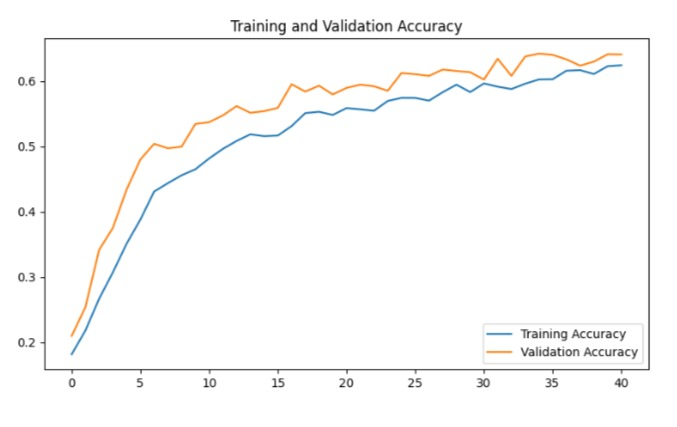 Training and Validation Accuracy
0.6
0.5
0.4
0.3
0.2
0 5 10 15 20 25 30 35 40
Training Accuracy
Validation Accuracy